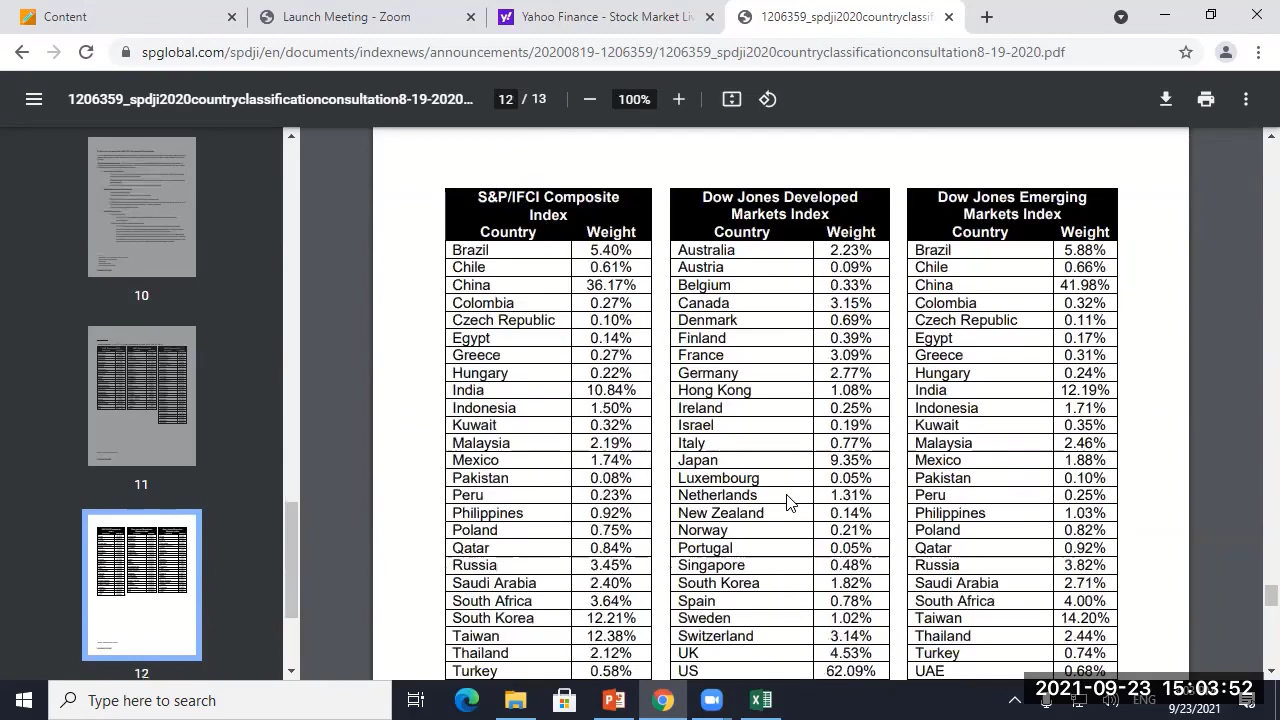 Content
Launch Meeting - Zoom
Yahoo Finance - Stock Market Li
1206359_spdji2020countryclassif
spglobal.com/spdji/en/documents/indexnews/announcements/20200819-1206359/1206359_spdji2020countryclassificationconsultation8-19-2020.pdf
1206359_spdji2020countryclassificationconsultation8-19-2020...
12 / 13
100%
10
11
12
S&P/IFCI Composite
Index
Country Weight
Brazil 5.40%
Chile 0.61%
China 36.17%
Colombia 0.27%
Czech Republic 0.10%
Egypt 0.14%
Greece 0.27%
Hungary 0.22%
India 10.84%
Indonesia 1.50%
Kuwait 0.32%
Malaysia 2.19%
Mexico 1.74%
Pakistan 0.08%
Peru 0.23%
Philippines 0.92%
Poland 0.75%
Qatar 0.84%
Russia 3.45%
Saudi Arabia 2.40%
South Africa 3.64%
South Korea 12.21%
Taiwan 12.38%
Thailand 2.12%
Turkey 0.58%
Dow Jones Developed
Markets Index
Country Weight
Australia 2.23%
Austria 0.09%
Belgium 0.33%
Canada 3.15%
Denmark 0.69%
Finland 0.39%
France 3.09%
Germany 2.77%
Hong Kong 1.08%
Ireland 0.25%
Israel 0.19%
Italy 0.77%
Japan 9.35%
Luxembourg 0.05%
Netherlands 1.31%
New Zealand 0.14%
Norway 0.21%
Portugal 0.05%
Singapore 0.48%
South Korea 1.82%
Spain 0.78%
Sweden 1.02%
Switzerland 3.14%
UK 4.53%
US 62.09%
Dow Jones Emerging
Markets Index
Country Weight
Brazil 5.88%
Chile 0.66%
China 41.98%
Colombia 0.32%
Czech Republic 0.11%
Egypt 0.17%
Greece 0.31%
Hungary 0.24%
India 12.19%
Indonesia 1.71%
Kuwait 0.35%
Malaysia 2.46%
Mexico 1.88%
Pakistan 0.10%
Peru 0.25%
Philippines 1.03%
Poland 0.82%
Qatar 0.92%
Russia 3.82%
Saudi Arabia 2.71%
South Africa 4.00%
Taiwan 14.20%
Thailand 2.44%
Turkey 0.74%
UAE 0.68%
Type here to search
ENG
2021-09-23 15:03:52
9/23/2021